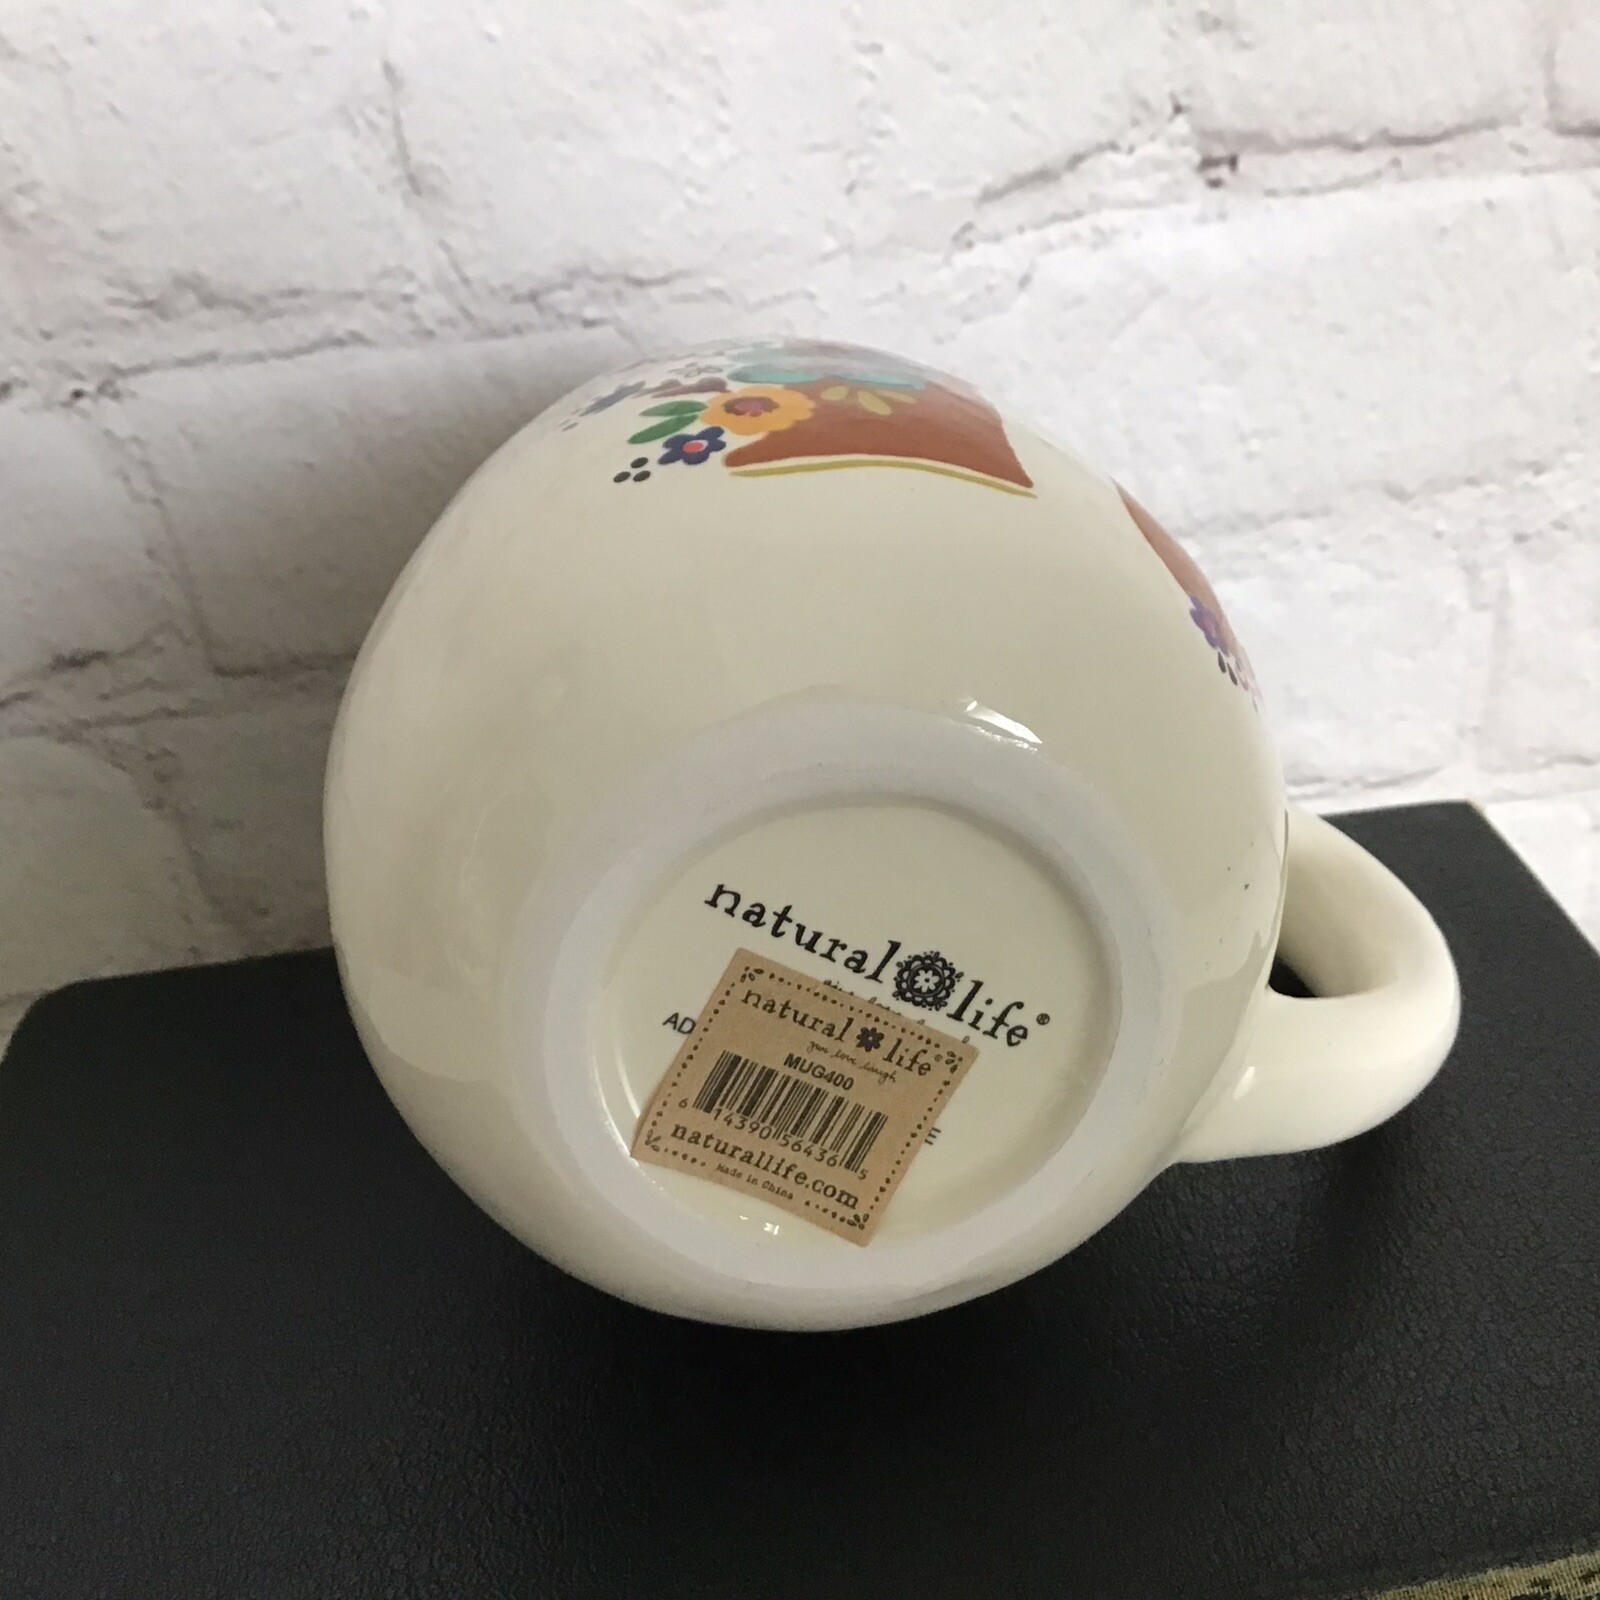 natural life®
AD
E
natural life
give love laugh
MUG400
6 14390 56436 5
naturallife.com
Made in China